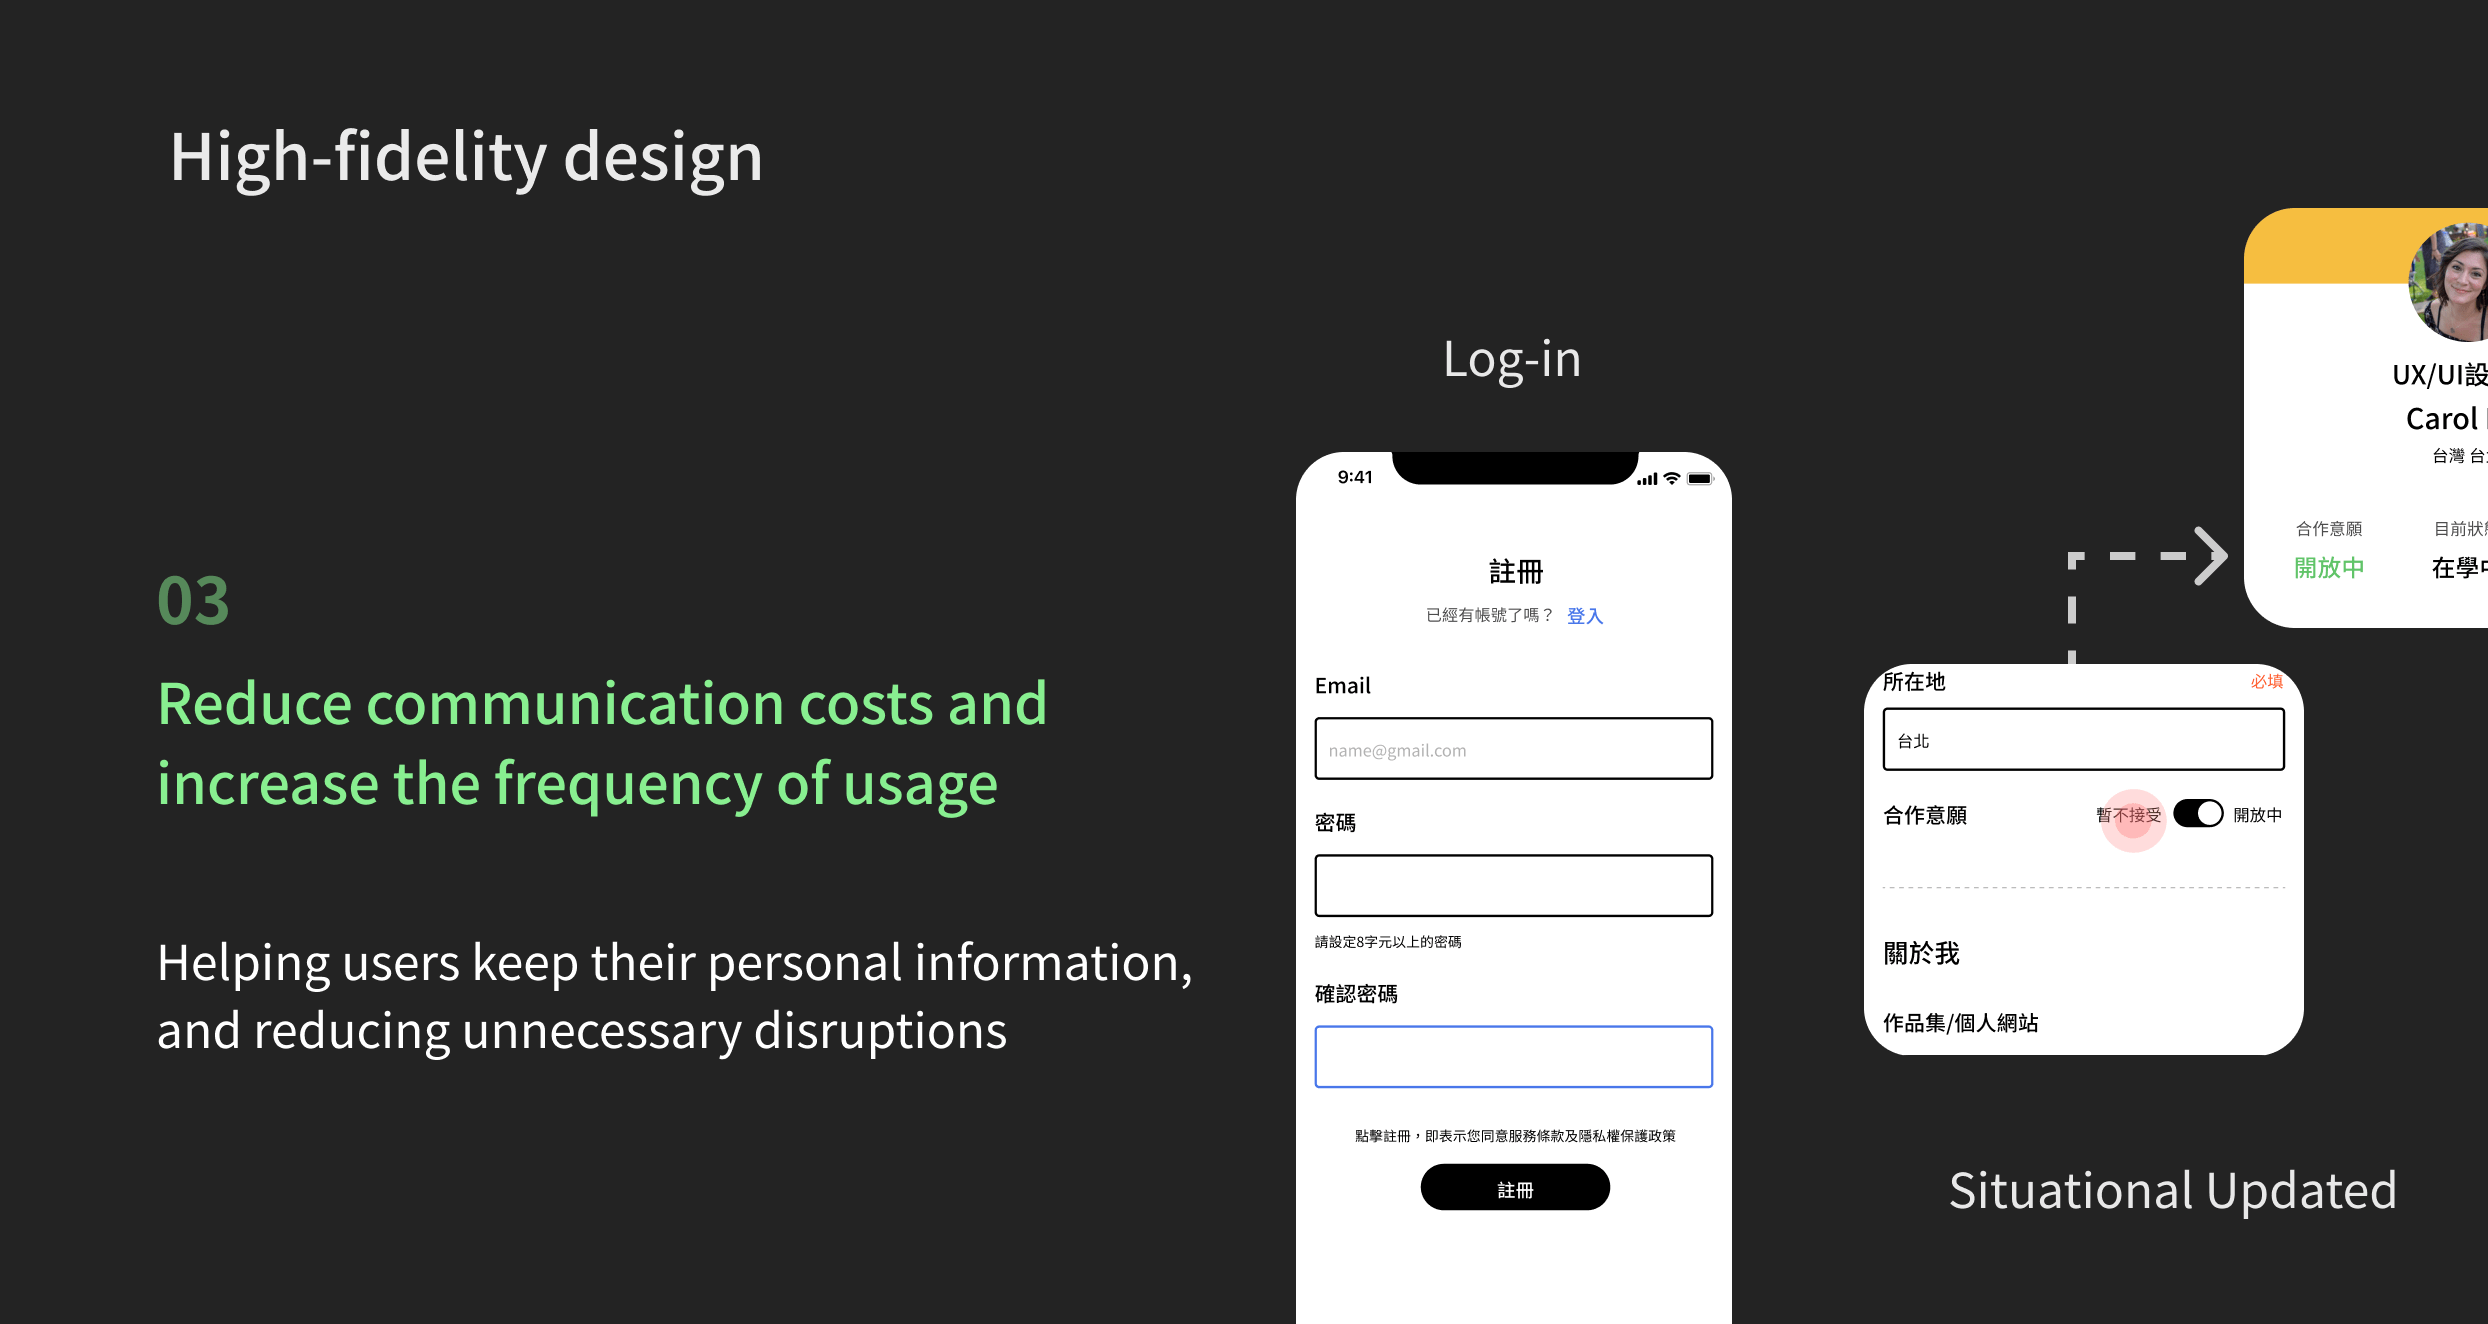 High-fidelity design
03
Reduce communication costs and
increase the frequency of usage
Helping users keep their personal information,
and reducing unnecessary disruptions
Log-in
9:41
註冊
已經有帳號了嗎？ 登入
Email
name@gmail.com
密碼
請設定8字元以上的密碼
確認密碼
點擊註冊，即表示您同意服務條款及隱私權保護政策
註冊
UX/UI設
Carol
台灣
合作意願 目前狀
開放中 在學
所在地 必填
台北
合作意願 暫不接受 開放中
關於我
作品集/個人網站
Situational Updated